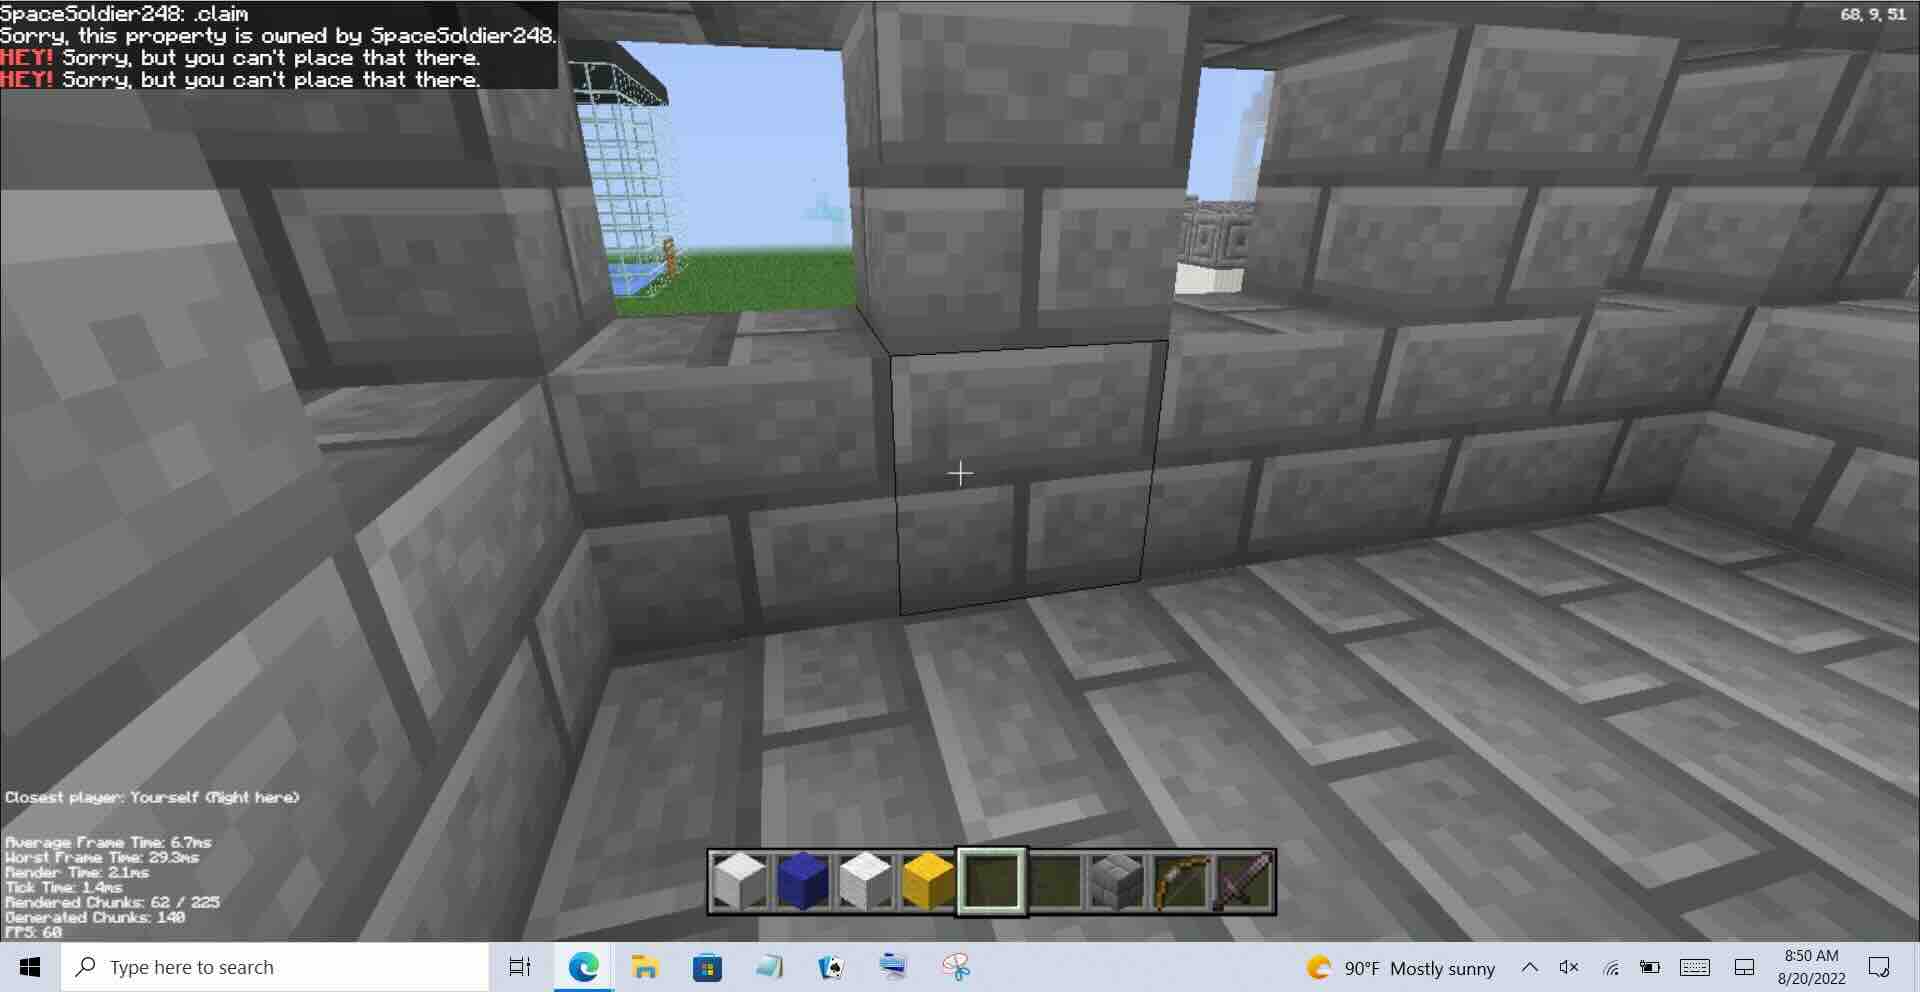 SpaceSoldier248: .claim
Sorry, this property is owned by SpaceSoldier248.
HEY! Sorry, but you can't place that there.
HEY! Sorry, but you can't place that there.
68, 9, 51
Closest player: Yourself (Right here)
Average Frame Time: 6.7ms
Worst Frame Time: 29.3ms
Render Time: 2.1ms
Tick Time: 1.4ms
Rendered Chunks: 62 / 225
Generated Chunks: 140
FPS: 60
Type here to search
90°F Mostly sunny
8:50 AM
8/20/2022